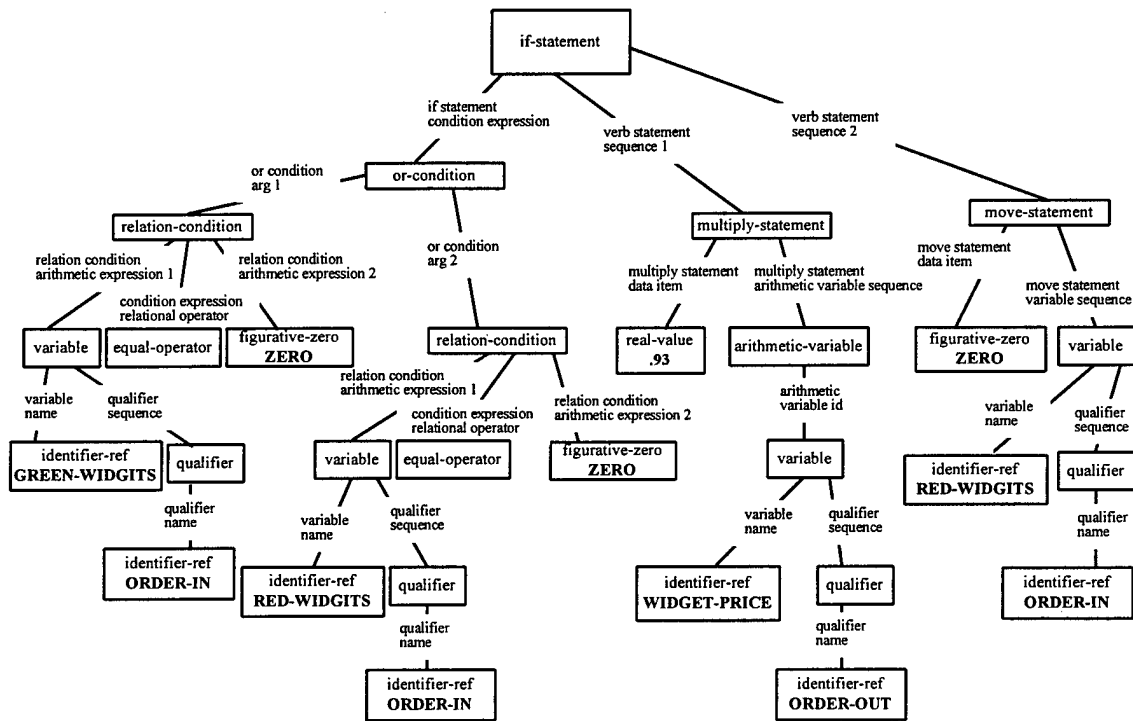 if-statement
if statement
condition expression
verb statement
sequence 1
verb statement
sequence 2
or condition
arg 1
or-condition
relation-condition
multiply-statement
move-statement
relation condition
arithmetic expression 1
relation condition
arithmetic expression 2
or condition
arg 2
multiply statement
data item
multiply statement
arithmetic variable sequence
move statement
data item
move statement
variable sequence
condition expression
relational operator
variable
equal-operator
figurative-zero
ZERO
relation-condition
real-value
.93
arithmetic-variable
figurative-zero
ZERO
variable
relation condition
arithmetic expression 1
condition expression
relational operator
relation condition
arithmetic expression 2
variable
name
qualifier
sequence
arithmetic
variable id
variable
name
qualifier
sequence
identifier-ref
GREEN-WIDGITS
qualifier
variable
equal-operator
figurative-zero
ZERO
variable
identifier-ref
RED-WIDGITS
qualifier
qualifier
name
variable
name
qualifier
sequence
variable
name
qualifier
sequence
qualifier
name
identifier-ref
ORDER-IN
identifier-ref
RED-WIDGITS
qualifier
identifier-ref
WIDGET-PRICE
qualifier
identifier-ref
ORDER-IN
qualifier
name
qualifier
name
identifier-ref
ORDER-IN
identifier-ref
ORDER-OUT